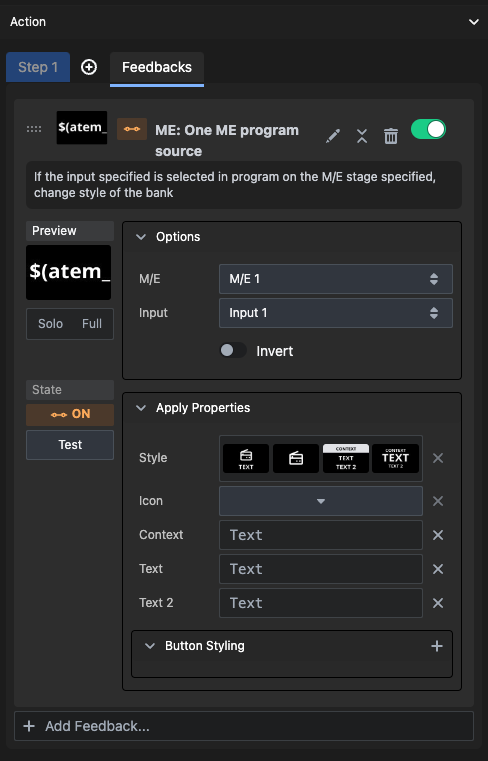 Action
Step 1
Feedbacks
$(atem_
ME: One ME program
source
If the input specified is selected in program on the M/E stage specified,
change style of the bank
Preview
$(atem_
Solo Full
State
ON
Test
Options
M/E
M/E 1
Input
Input 1
Invert
Apply Properties
Style
TEXT
CONTEXT
TEXT
TEXT 2
CONTEXT
TEXT
TEXT 2
Icon
Context
Text
Text
Text
Text 2
Text
Button Styling
Add Feedback...